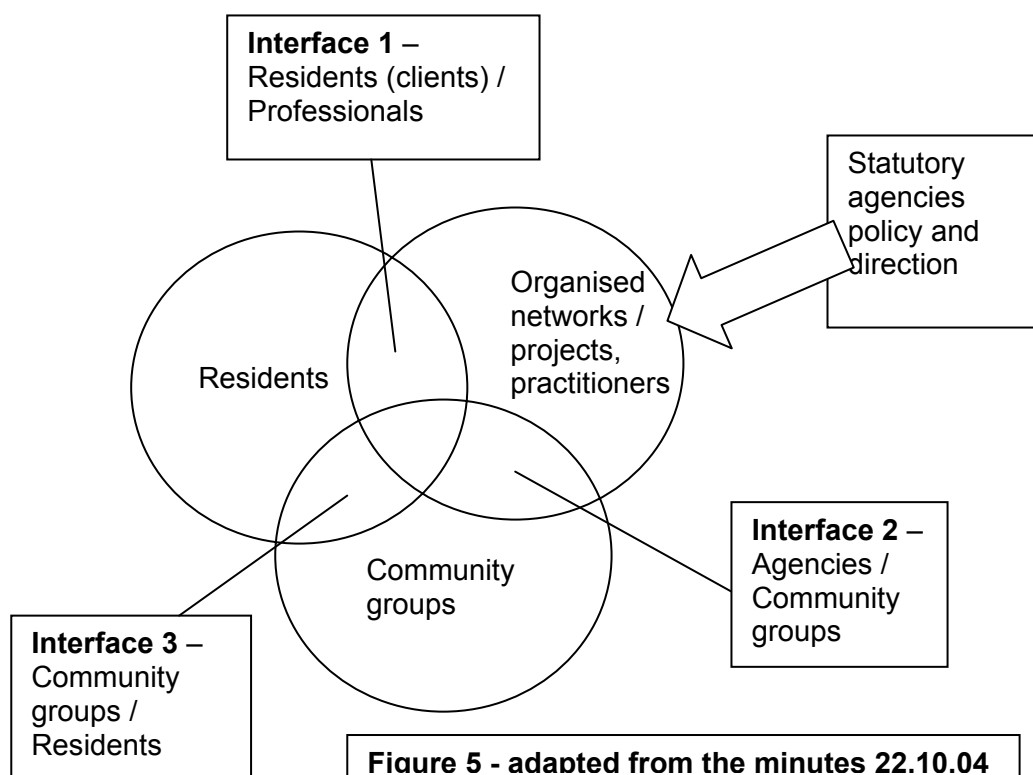 Interface 1 –
Residents (clients) /
Professionals
Statutory
agencies
policy and
direction
Organised
networks /
projects,
practitioners
Residents
Interface 2 –
Agencies /
Community
groups
Community
groups
Interface 3 –
Community
groups /
Residents
Figure 5 - adapted from the minutes 22.10.04